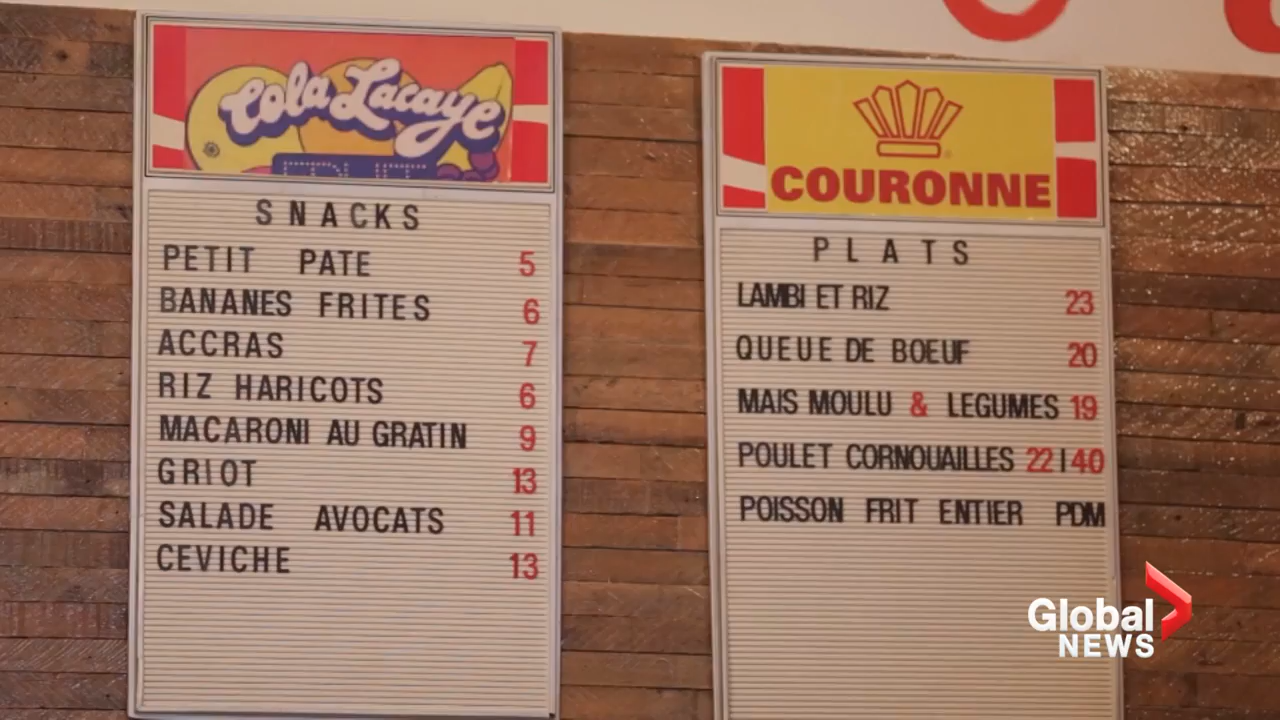 Cola Lacaye
SNACKS
PETIT PATE 5
BANANES FRITES 6
ACCRAS 7
RIZ HARICOTS 6
MACARONI AU GRATIN 9
GRIOT 13
SALADE AVOCATS 11
CEVICHE 13
COURONNE
PLATS
LAMBI ET RIZ 23
QUEUE DE BOEUF 20
MAIS MOULU & LEGUMES 19
POULET CORNOUAILLES 22|40
POISSON FRIT ENTIER PDM
Global
NEWS